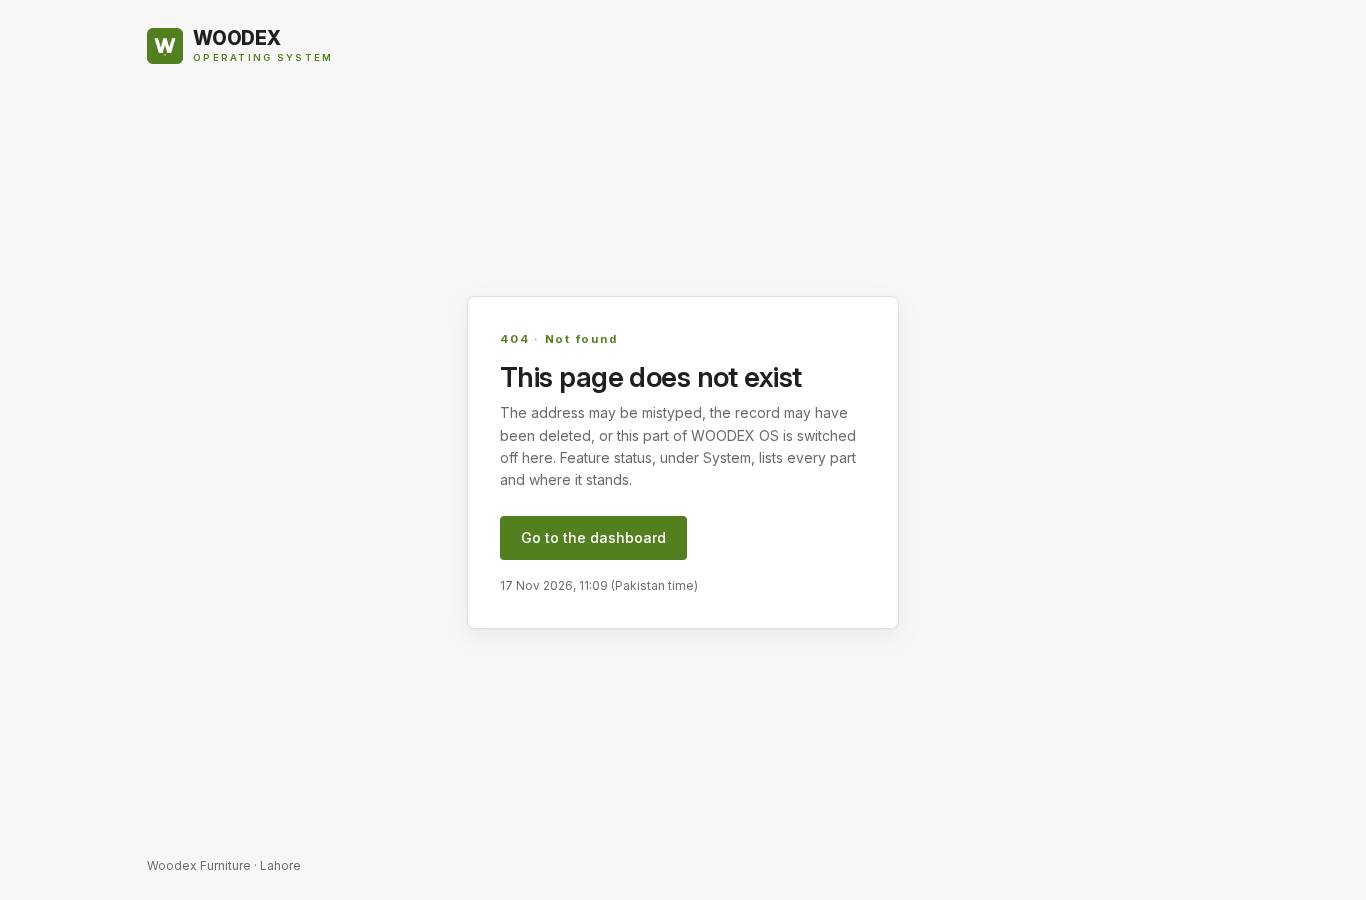 W
WOODEX
OPERATING SYSTEM
404 · Not found
This page does not exist
The address may be mistyped, the record may have
been deleted, or this part of WOODEX OS is switched
off here. Feature status, under System, lists every part
and where it stands.
Go to the dashboard
17 Nov 2026, 11:09 (Pakistan time)
Woodex Furniture · Lahore